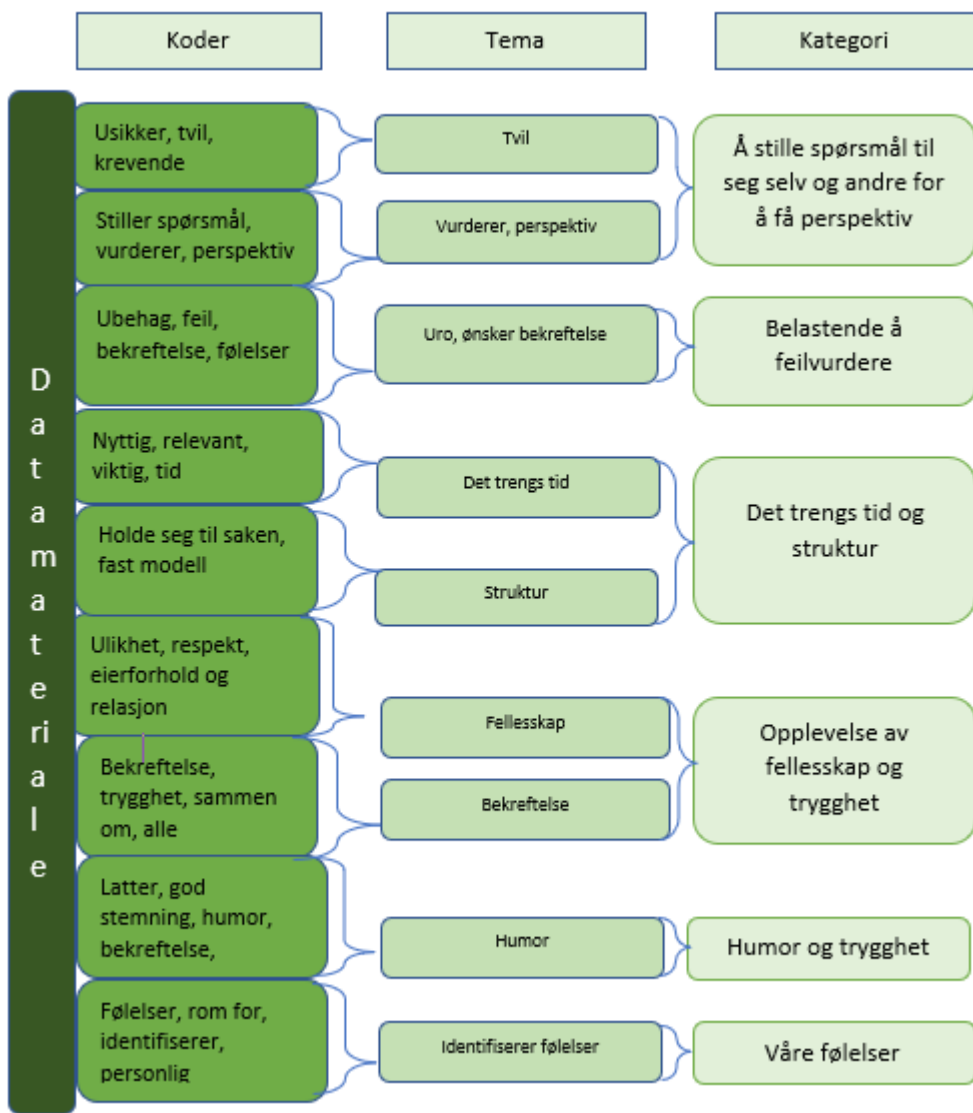 Koder
Tema
Kategori
Datamateriale
Usikker, tvil,
krevende
Tvil
Å stille spørsmål til
seg selv og andre for
å få perspektiv
Stiller spørsmål,
vurderer, perspektiv
Vurderer, perspektiv
Ubehag, feil,
bekreftelse, følelser
Uro, ønsker bekreftelse
Belastende å
feilvurdere
Nyttig, relevant,
viktig, tid
Det trengs tid
Det trengs tid og
struktur
Holde seg til saken,
fast modell
Struktur
Ulikhet, respekt,
eierforhold og
relasjon
Fellesskap
Opplevelse av
fellesskap og
trygghet
Bekreftelse,
trygghet, sammen
om, alle
Bekreftelse
Latter, god
stemning, humor,
bekreftelse,
Humor
Humor og trygghet
Følelser, rom for,
identifiserer,
personlig
Identifiserer følelser
Våre følelser